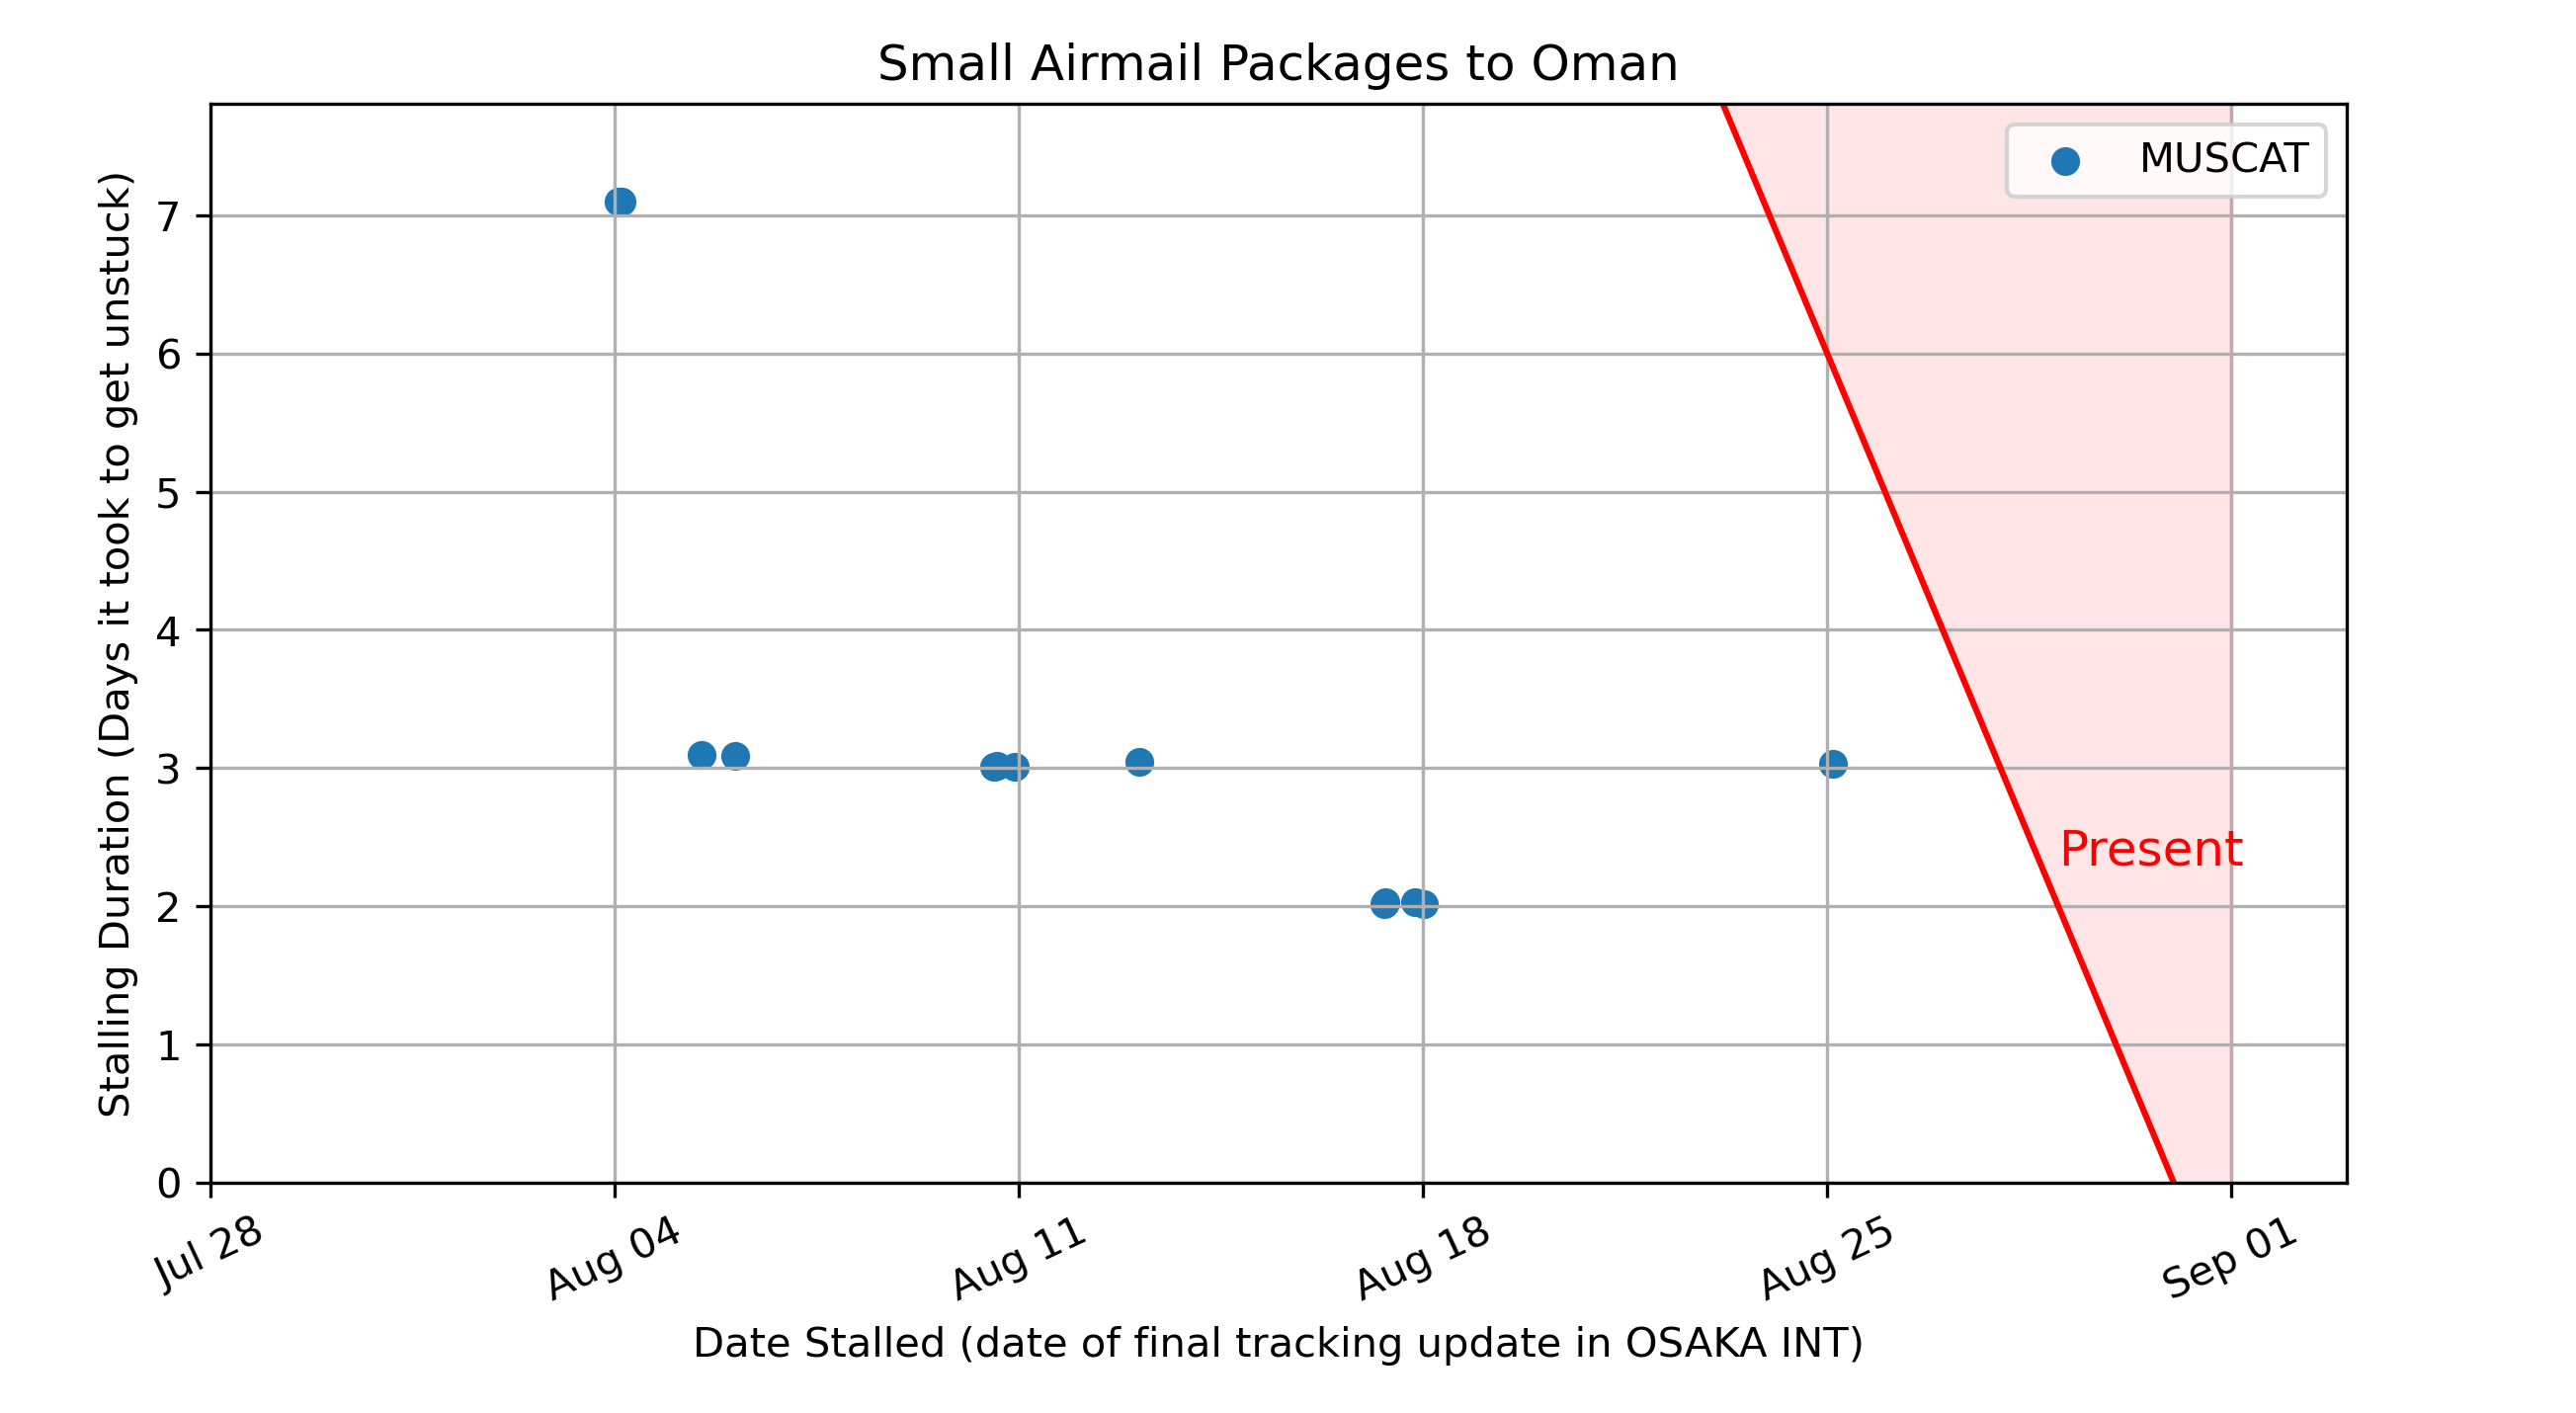 Small Airmail Packages to Oman
MUSCAT
Stalling Duration (Days it took to get unstuck)
7
6
5
4
3
2
1
0
Present
Jul 28
Aug 04
Aug 11
Aug 18
Aug 25
Sep 01
Date Stalled (date of final tracking update in OSAKA INT)